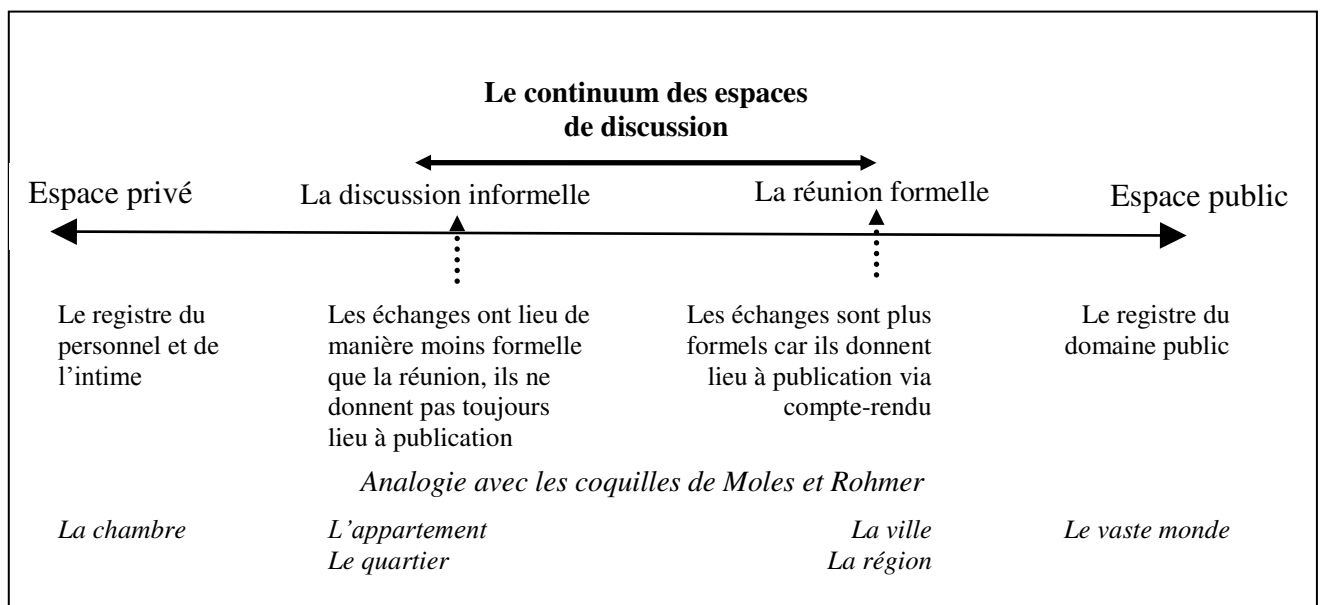 Le continuum des espaces
de discussion
Espace privé
La discussion informelle
La réunion formelle
Espace public
Le registre du
personnel et de
l’intime
Les échanges ont lieu de
manière moins formelle
que la réunion, ils ne
donnent pas toujours
lieu à publication
Les échanges sont plus
formels car ils donnent
lieu à publication via
compte-rendu
Le registre du
domaine public
Analogie avec les coquilles de Moles et Rohmer
La chambre
L’appartement
Le quartier
La ville
La région
Le vaste monde